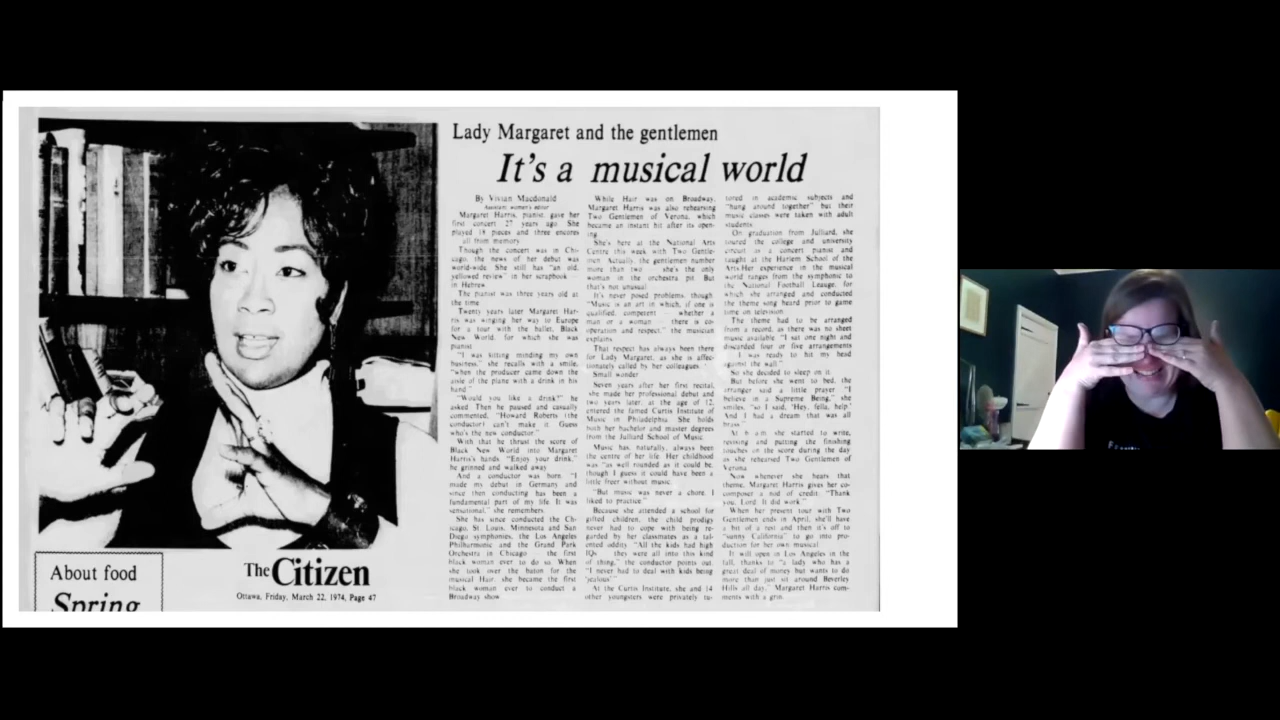 Lady Margaret and the gentlemen
It's a musical world
By Vivian Macdonald
Assistant women's editor
Margaret Harris, pianist, gave her
first concert 27 years ago. She
played 18 pieces and three encores
all from memory.
Though the concert was in Chi-
cago, the news of her debut was
world-wide. She still has "an old,
yellowed review" in her scrapbook
in Hebrew.
The pianist was three years old at
the time.
Twenty years later Margaret Har-
ris was winging her way to Europe
for a tour with the ballet, Black
New World, for which she was
pianist.
"I was sitting minding my own
business," she recalls with a smile,
"when the producer came down the
aisle of the plane with a drink in his
hand."
"Would you like a drink?" he
asked. Then he paused and casually
commented, "Howard Roberts (the
conductor) can't make it. Guess
who's the new conductor."
With that he thrust the score of
Black New World into Margaret
Harris's hands. "Enjoy your drink,"
he grinned and walked away.
And a conductor was born. "I
made my debut in Germany and
since then conducting has been a
fundamental part of my life. It was
sensational," she remembers.
She has since conducted the Chi-
cago, St. Louis, Minnesota and San
Diego symphonies, the Los Angeles
Philharmonic and the Grand Park
Orchestra in Chicago - the first
black woman ever to do so. When
she took over the baton for the
musical Hair, she became the first
black woman ever to conduct a
Broadway show.
While Hair was on Broadway,
Margaret Harris was also rehearsing
Two Gentlemen of Verona, which
became an instant hit after its open-
ing.
She's here at the National Arts
Centre this week with Two Gentle-
men. Actually, the gentlemen number
more than two - she's the only
woman in the orchestra pit. But
that's not unusual.
It's never posed problems, though.
"Music is an art in which, if one is
qualified, competent - whether a
man or a woman - there is co-
operation and respect," the musician
explains.
That respect has always been there
for Lady Margaret, as she is affec-
tionately called by her colleagues.
Small wonder.
Seven years after her first recital,
she made her professional debut and
two years later, at the age of 12,
entered the famed Curtis Institute of
Music in Philadelphia. She holds
both her bachelor and master degrees
from the Julliard School of Music.
Music has, naturally, always been
the centre of her life. Her childhood
was "as well rounded as it could be,
though I guess it could have been a
little freer without music.
"But music was never a chore. I
liked to practice."
Because she attended a school for
gifted children, the child prodigy
never had to cope with being re-
garded by her classmates as a tal-
ented oddity. "All the kids had high
IQs - they were all into this kind
of thing," the conductor points out.
"I never had to deal with kids being
'jealous'."
At the Curtis Institute, she and 14
other youngsters were privately tu-
tored in academic subjects and
"hung around together" but their
music classes were taken with adult
students.
On graduation from Julliard, she
toured the college and university
circuit as a concert pianist and
taught at the Harlem School of the
Arts. Her experience in the musical
world ranges from the symphonic to
the National Football League, for
which she arranged and conducted
the theme song heard prior to game
time on television.
The theme had to be arranged
from a record, as there was no sheet
music available. "I sat one night and
discarded four or five arrangements
I was ready to hit my head
against the wall."
So she decided to sleep on it.
But before she went to bed, the
arranger said a little prayer. "I
believe in a Supreme Being," she
smiles, "so I said, 'Hey, fella, help.'
And I had a dream that was all
brass."
At 6 a.m. she started to write,
revising and putting the finishing
touches on the score during the day
as she rehearsed Two Gentlemen of
Verona.
Now whenever she hears that
theme, Margaret Harris gives her co-
composer a nod of credit: "Thank
you, Lord. It did work."
When her present tour with Two
Gentlemen ends in April, she'll have
a bit of a rest and then it's off to
"sunny California" to go into pro-
duction for her own musical.
It will open in Los Angeles in the
fall, thanks to "a lady who has a
great deal of money but wants to do
more than just sit around Beverley
Hills all day," Margaret Harris com-
ments with a grin.
About food
Spring
The Citizen
Ottawa, Friday, March 22, 1974, Page 47